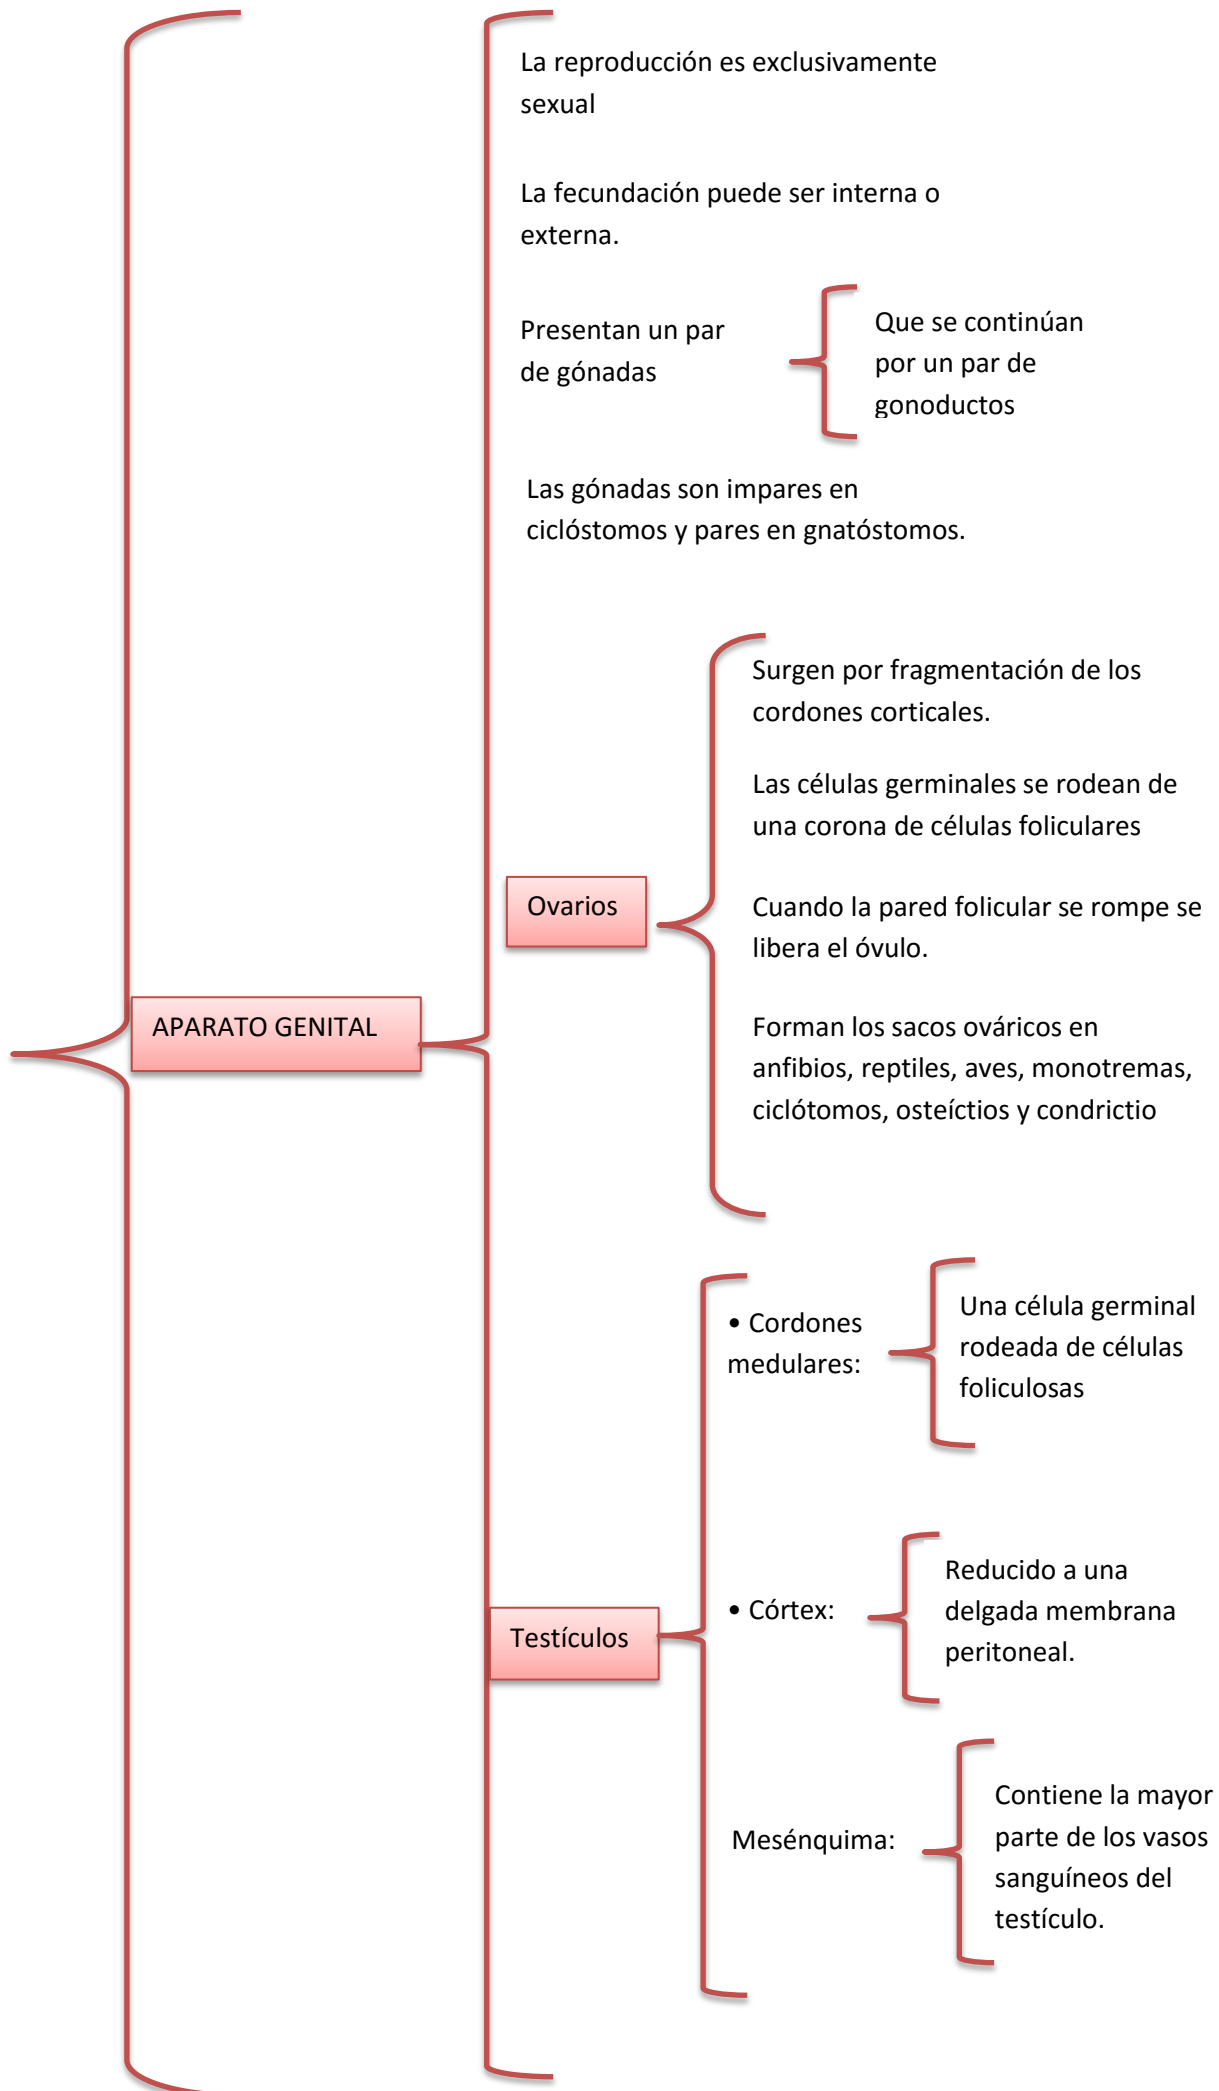 La reproducción es exclusivamente
sexual
La fecundación puede ser interna o
externa.
Presentan un par
de gónadas
Que se continúan
por un par de
gonoductos
Las gónadas son impares en
ciclóstomos y pares en gnatóstomos.
APARATO GENITAL
Ovarios
Surgen por fragmentación de los
cordones corticales.
Las células germinales se rodean de
una corona de células foliculares
Cuando la pared folicular se rompe se
libera el óvulo.
Forman los sacos ováricos en
anfibios, reptiles, aves, monotremas,
ciclótomos, osteíctios y condrictio
Testículos
• Cordones
medulares:
Una célula germinal
rodeada de células
foliculosas
• Córtex:
Reducido a una
delgada membrana
peritoneal.
Mesénquima:
Contiene la mayor
parte de los vasos
sanguíneos del
testículo.